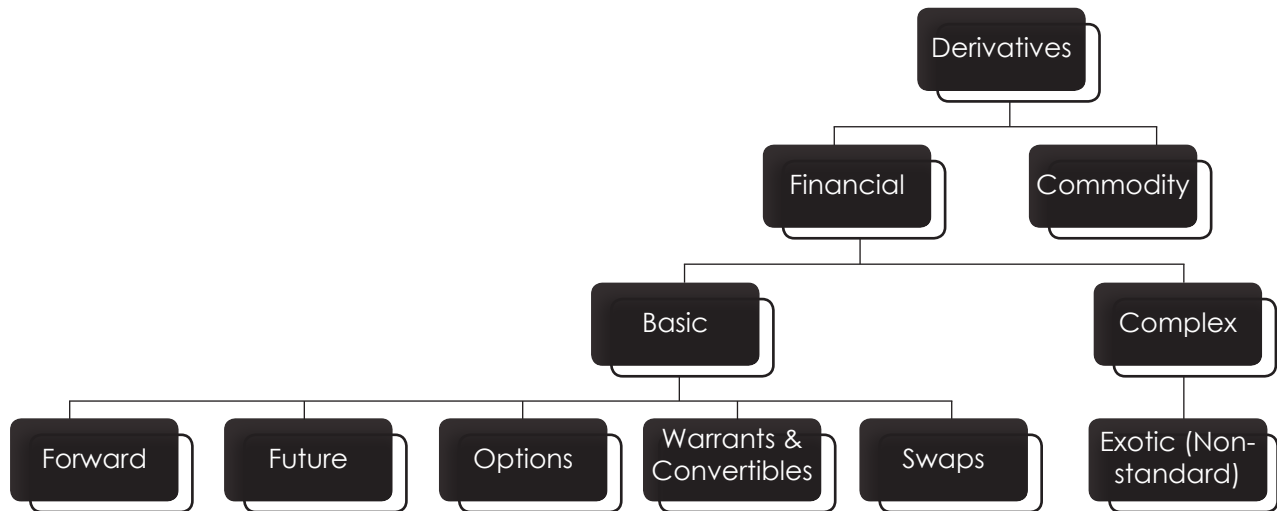 Derivatives
Financial
Commodity
Basic
Complex
Forward
Future
Options
Warrants &
Convertibles
Swaps
Exotic (Non-
standard)